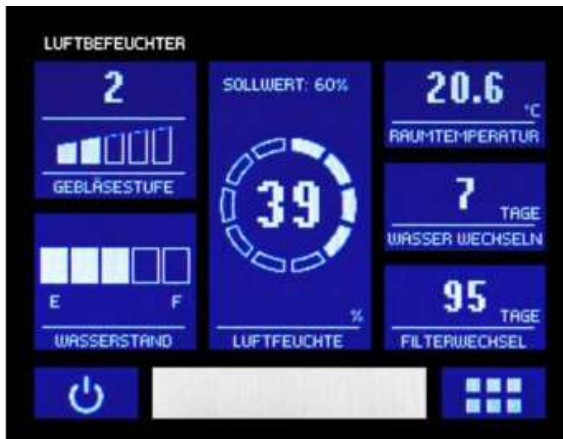 LUFTBEFEUCHTER
2
GEBLÄSESTUFE
E F
WASSERSTAND
SOLLWERT: 60%
39
%
LUFTFEUCHTE
20.6
°C
RAUMTEMPERATUR
7
TAGE
WASSER WECHSELN
95
TAGE
FILTERWECHSEL